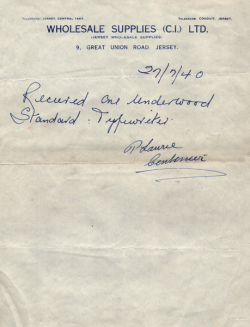 WHOLESALE SUPPLIES (C.I.) LTD.
(JERSEY WHOLESALE SUPPLIES)
9, GREAT UNION ROAD, JERSEY.
27/7/40
Received one Underwood
Standard. Typewriter